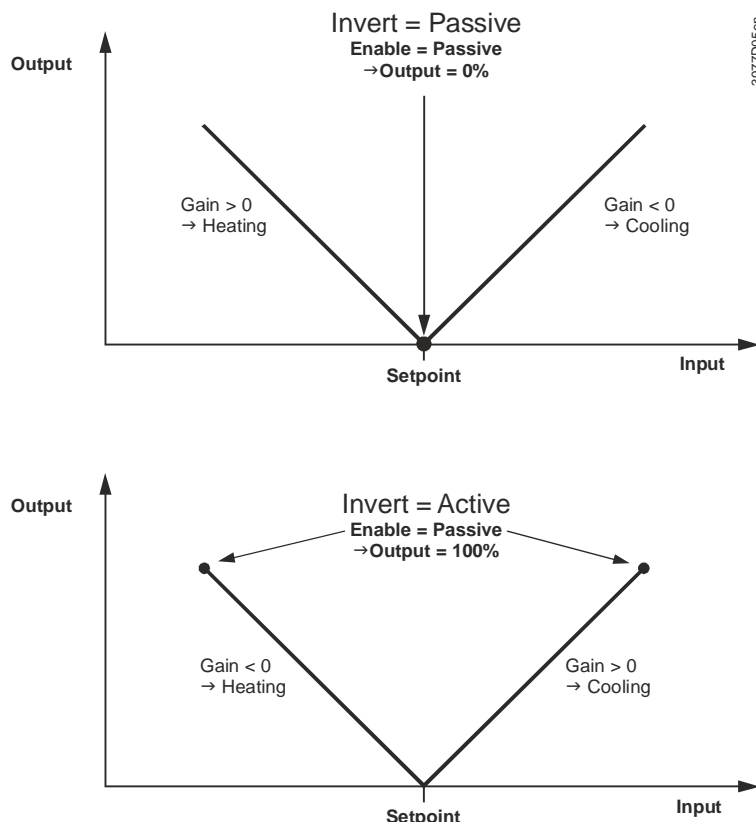 Invert = Passive
Enable = Passive
→Output = 0%
Output
Gain > 0
→ Heating
Gain < 0
→ Cooling
Setpoint
Input
Invert = Active
Enable = Passive
→Output = 100%
Output
Gain < 0
→ Heating
Gain > 0
→ Cooling
Setpoint
Input